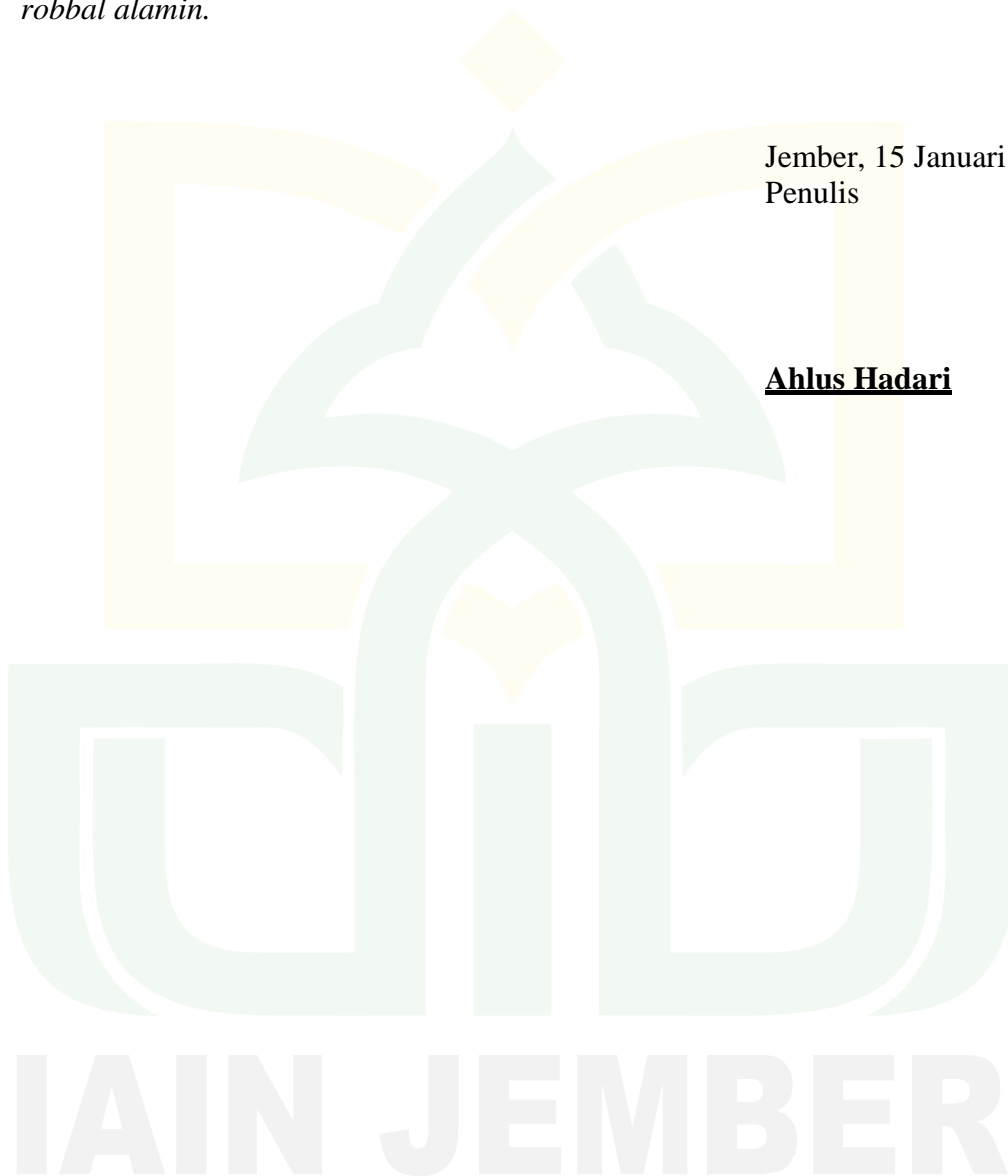 robbal alamin.
Jember, 15 Januari
Penulis
Ahlus Hadari
IAIN JEMBER